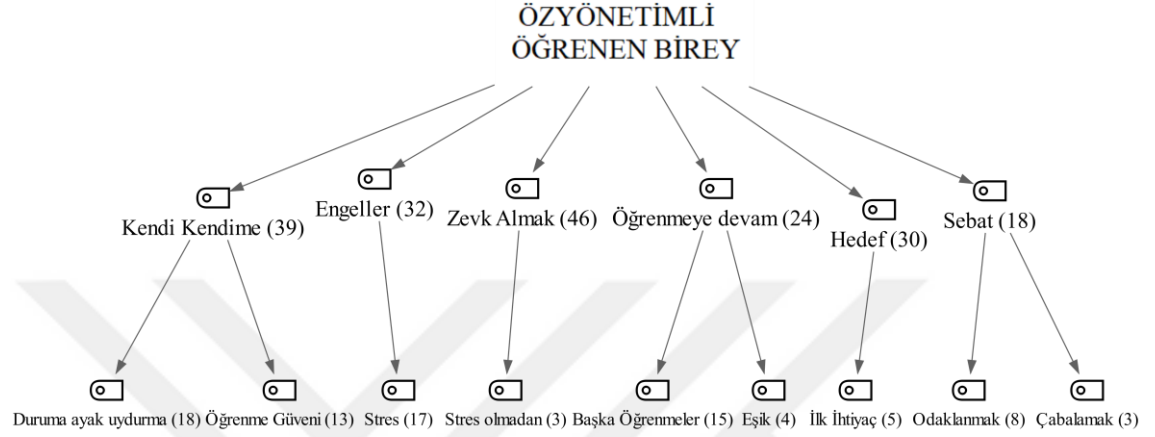 ÖZYÖNETİMLİ
ÖĞRENEN BİREY
Kendi Kendime (39)
Engeller (32)
Zevk Almak (46)
Öğrenmeye devam (24)
Hedef (30)
Sebat (18)
Duruma ayak uydurma (18)
Öğrenme Güveni (13)
Stres (17)
Stres olmadan (3)
Başka Öğrenmeler (15)
Eşik (4)
İlk İhtiyaç (5)
Odaklanmak (8)
Çabalamak (3)